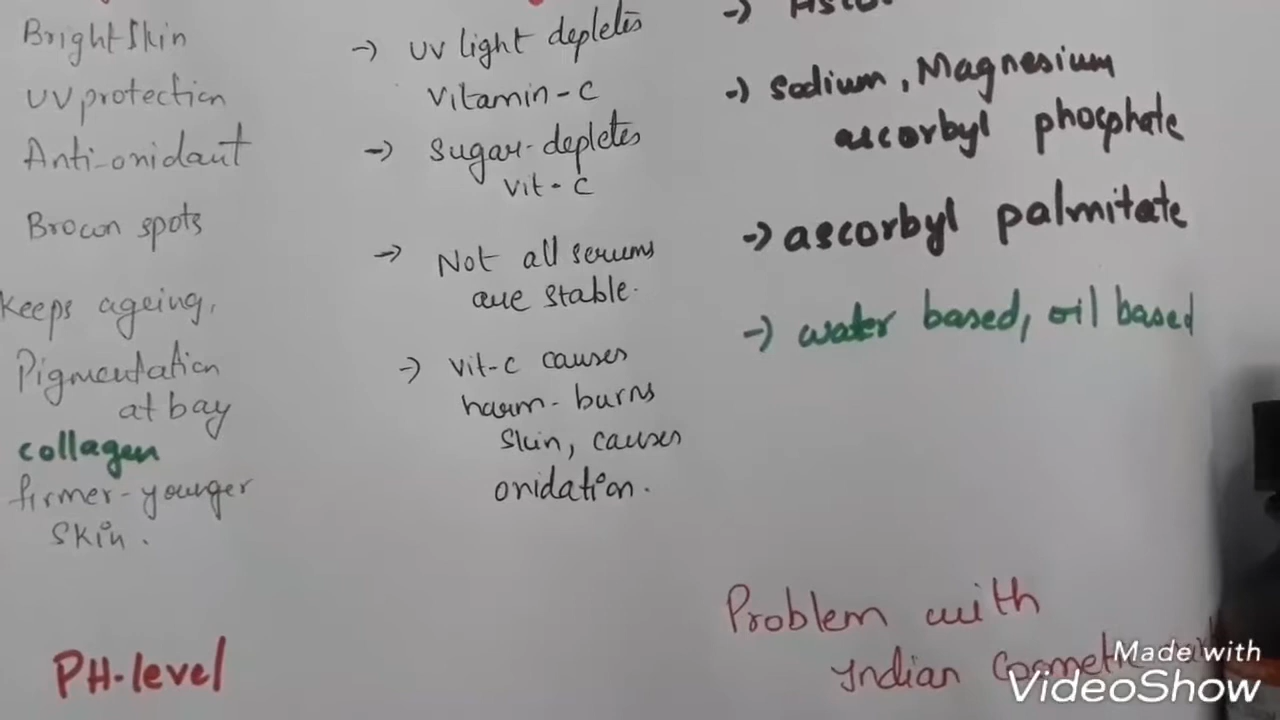 Bright skin
UV protection
Anti-oxidant
Brown spots
Keeps ageing,
Pigmentation
at bay
collagen
firmer-younger
skin.
PH-level
-> UV light depletes
Vitamin-C
-> Sugar-depletes
Vit-C
-> Not all serums
are stable.
-> Vit-C causes
harm-burns
skin, causes
oxidation.
-> Sodium, Magnesium
ascorbyl phosphate
-> ascorbyl palmitate
-> water based, oil based
Problem with
Indian Cosmetic
Made with
VideoShow